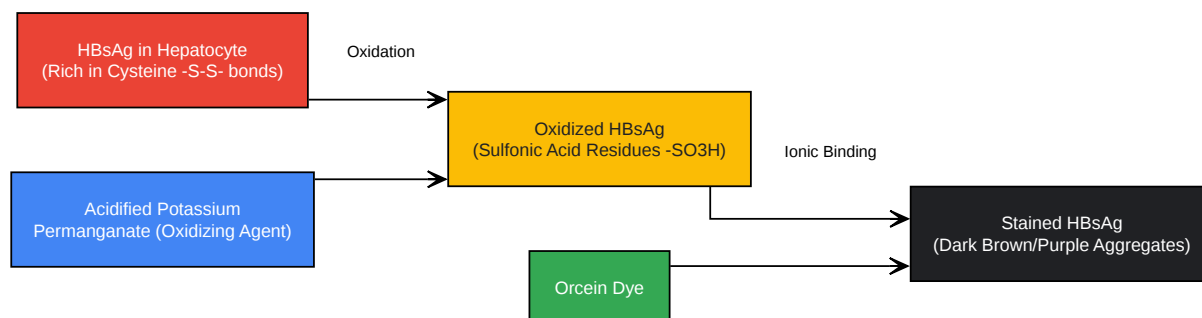 HBsAg in Hepatocyte
(Rich in Cysteine -S-S- bonds)
Oxidation
Acidified Potassium
Permanganate (Oxidizing Agent)
Oxidized HBsAg
(Sulfonic Acid Residues -SO3H)
Ionic Binding
Orcein Dye
Stained HBsAg
(Dark Brown/Purple Aggregates)